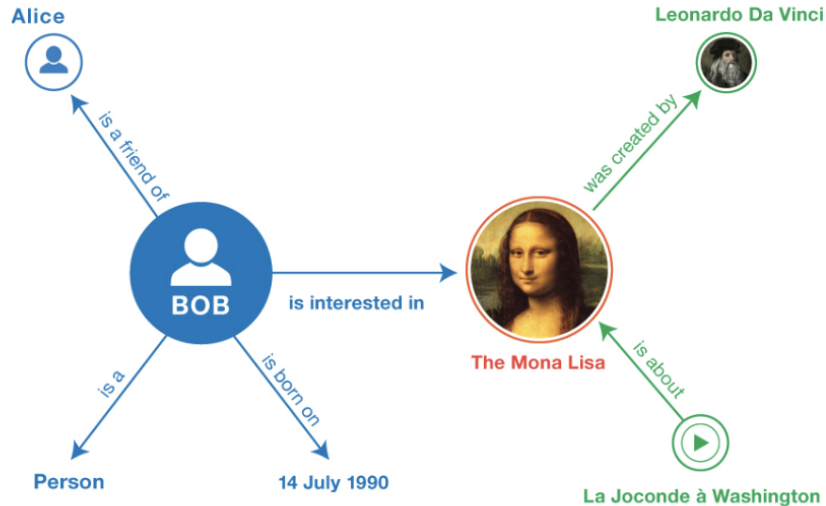 Alice
Leonardo Da Vinci
is a friend of
was created by
BOB
is interested in
The Mona Lisa
is a
is born on
is about
Person
14 July 1990
La Joconde à Washington